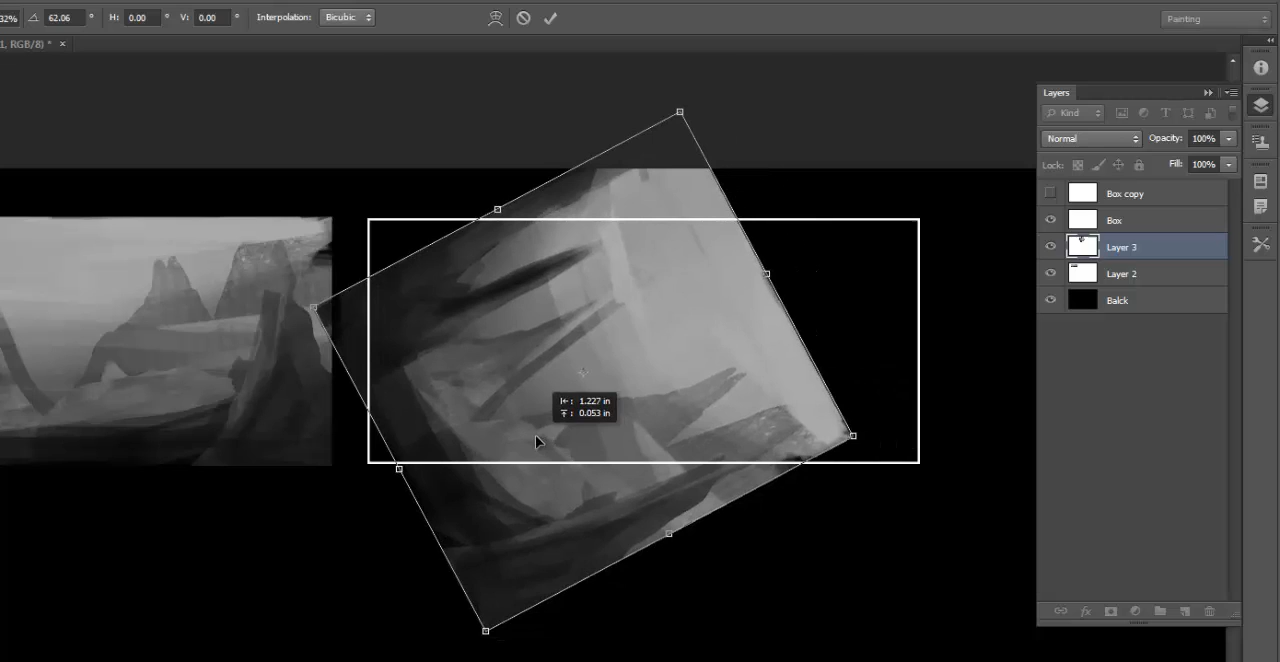 32% 62.06 ° H: 0.00 ° V: 0.00 ° Interpolation: Bicubic Painting
1, RGB/8) * ×
Layers
Kind
Normal Opacity: 100%
Lock: Fill: 100%
Box copy
Box
Layer 3
Layer 2
Balck
1.227 in
0.053 in